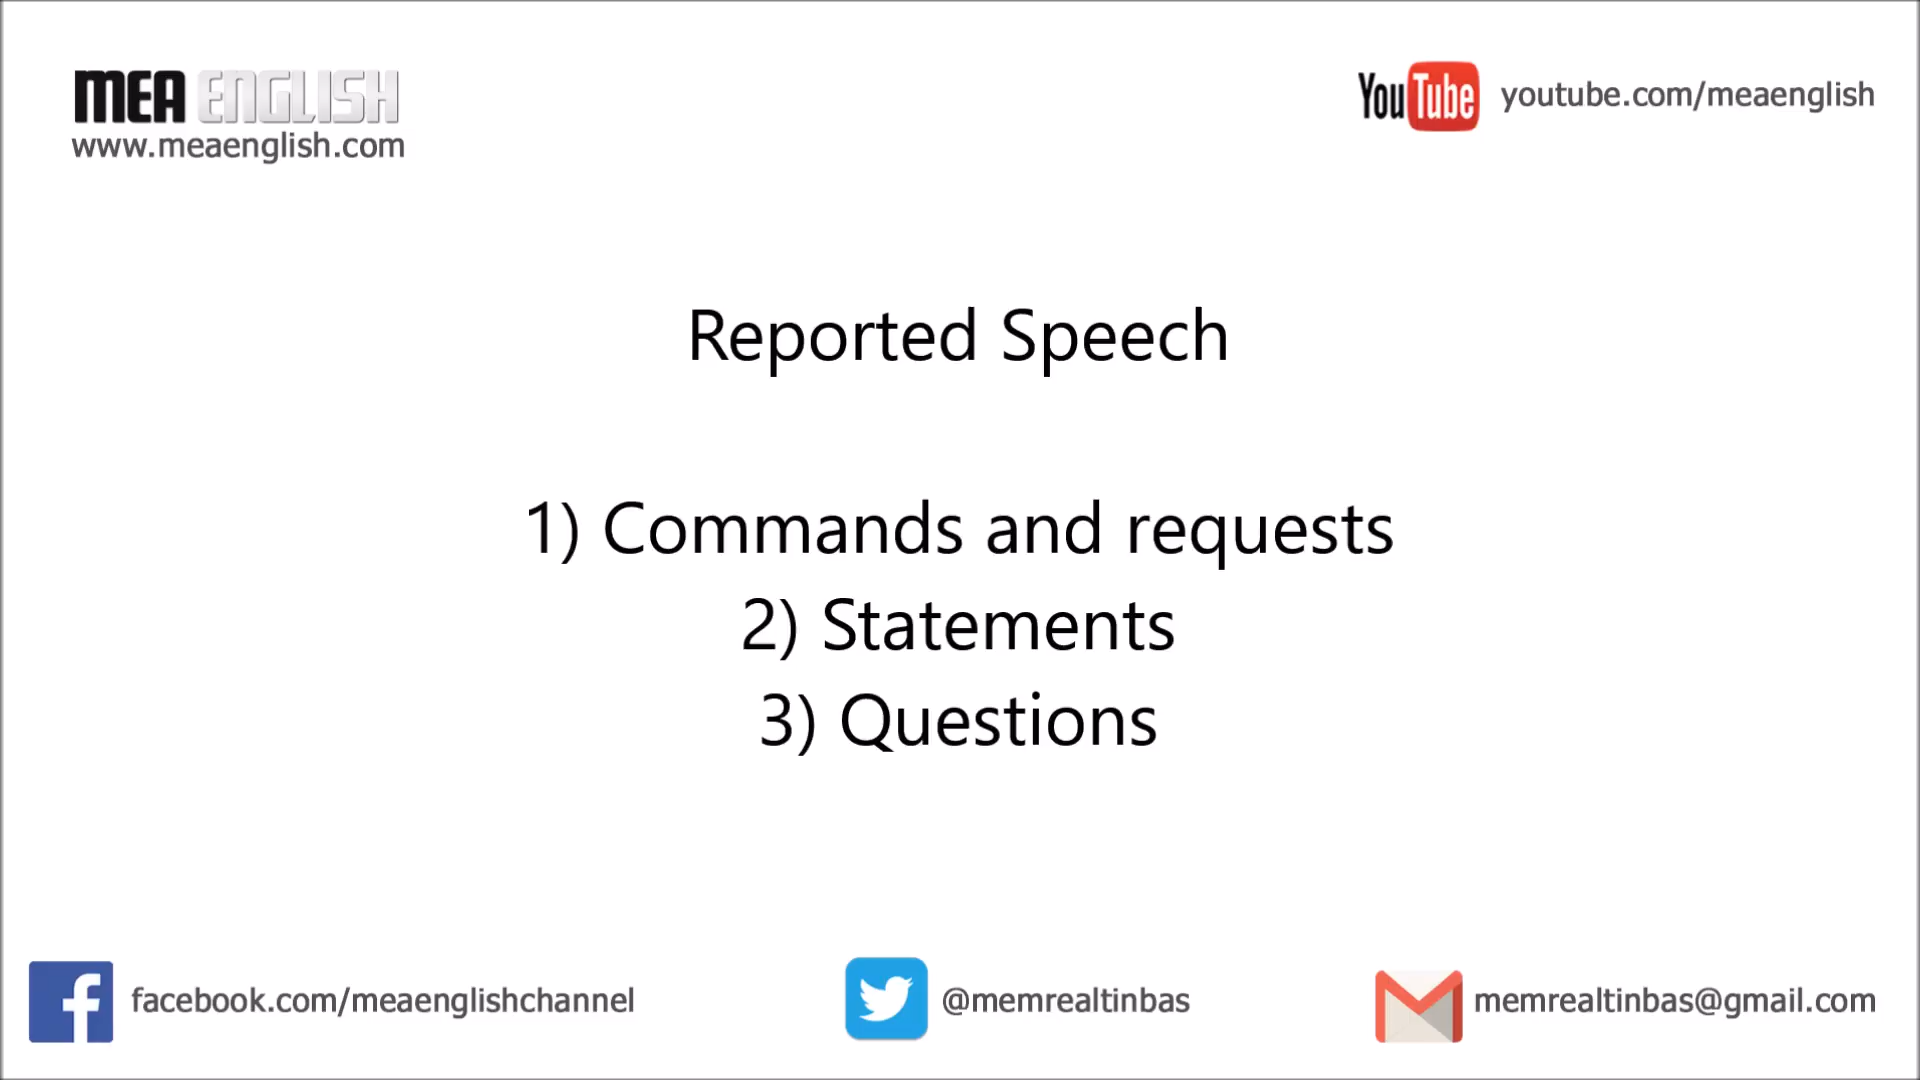 MEA ENGLISH
www.meaenglish.com
YouTube youtube.com/meaenglish
Reported Speech
1) Commands and requests
2) Statements
3) Questions
facebook.com/meaenglishchannel
@memrealtinbas
memrealtinbas@gmail.com